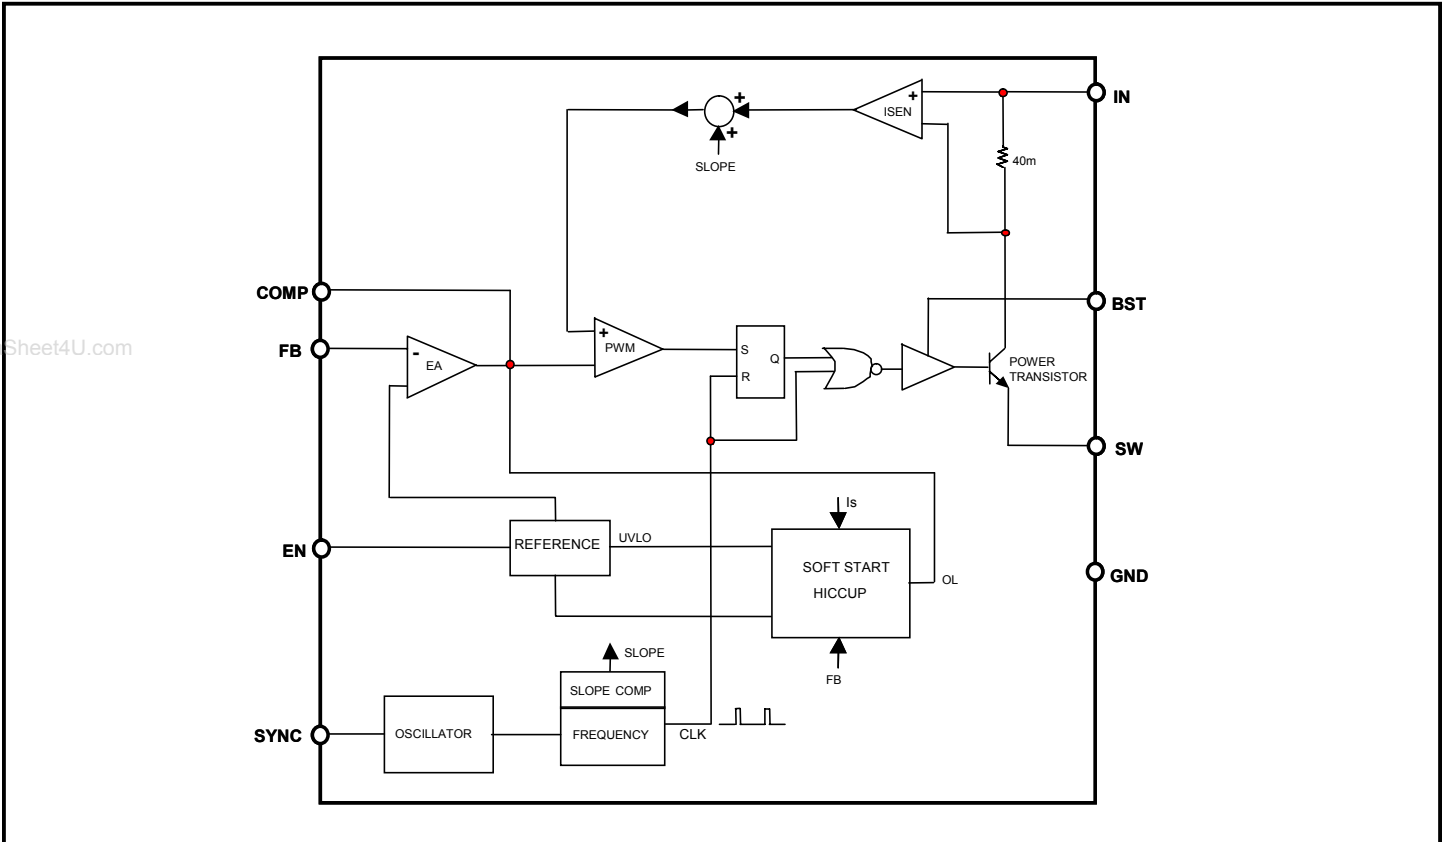 IN
+
ISEN
+
+
SLOPE
40m
COMP
BST
Sheet4U.com
FB
-
EA
+
PWM
S
Q
R
POWER
TRANSISTOR
SW
Is
EN
REFERENCE
UVLO
SOFT START
HICCUP
OL
GND
SLOPE
FB
SLOPE COMP
SYNC
OSCILLATOR
FREQUENCY
CLK